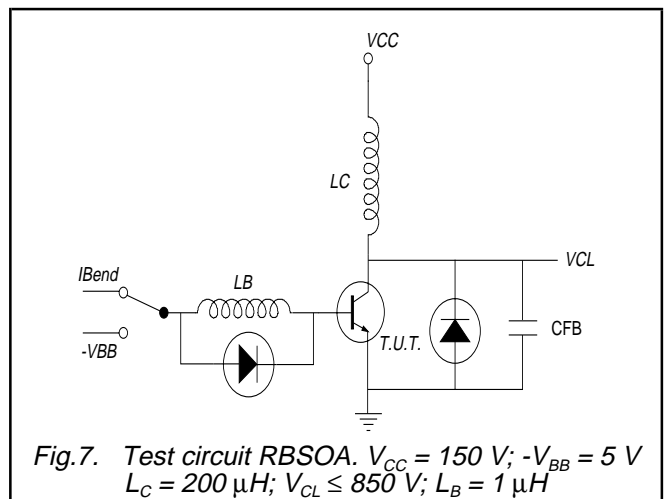 VCC
LC
IBend
LB
VCL
-VBB
T.U.T.
CFB
Fig.7. Test circuit RBSOA. VCC = 150 V; -VBB = 5 V
LC = 200 μH; VCL ≤ 850 V; LB = 1 μH